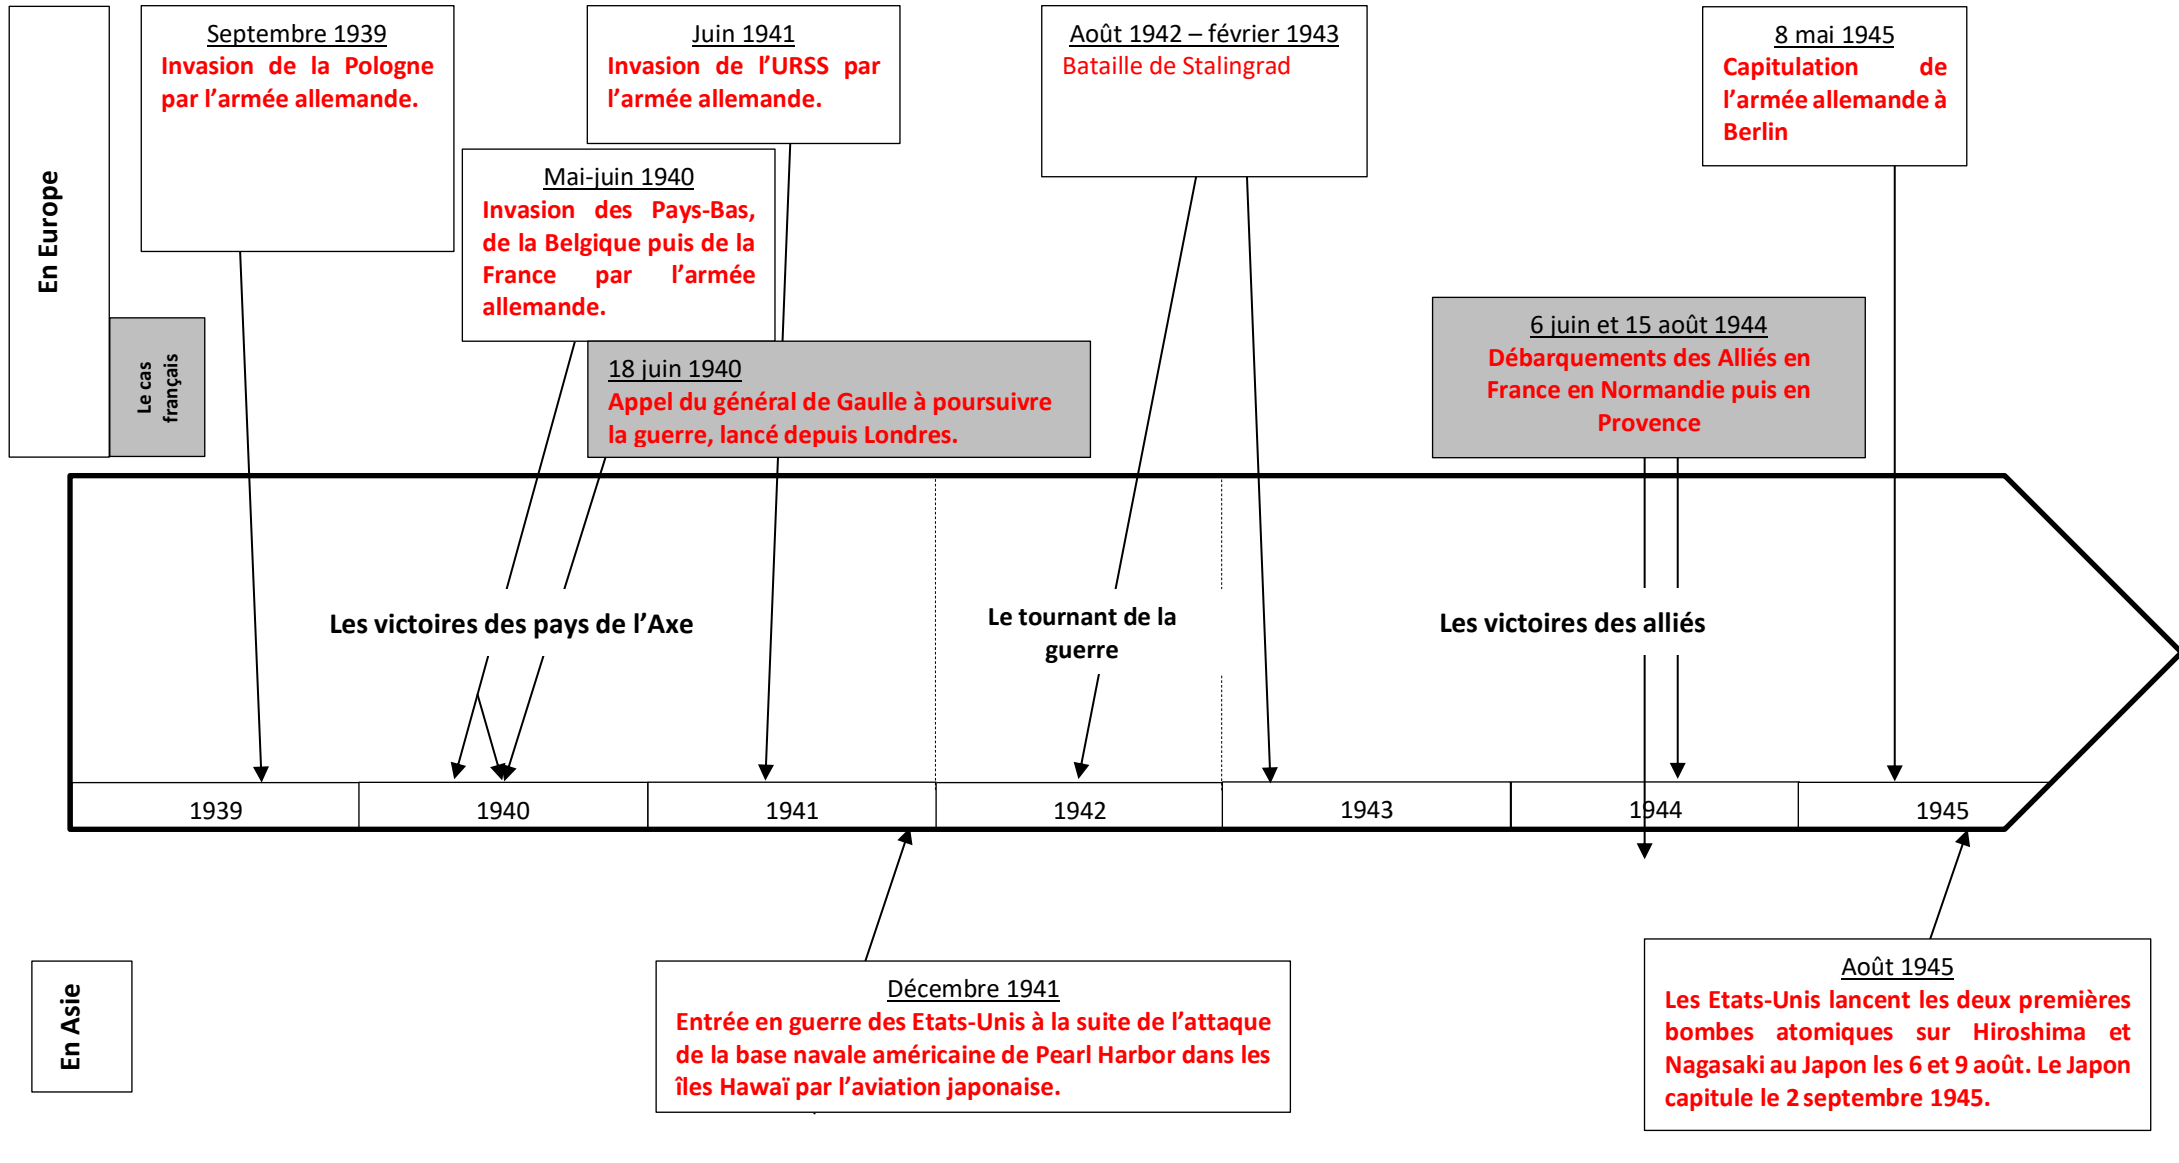 En Europe
Le cas
français
Septembre 1939
Invasion de la Pologne
par l’armée allemande.
Mai-juin 1940
Invasion des Pays-Bas,
de la Belgique puis de la
France par l’armée
allemande.
Juin 1941
Invasion de l’URSS par
l’armée allemande.
18 juin 1940
Appel du général de Gaulle à poursuivre
la guerre, lancé depuis Londres.
Août 1942 – février 1943
Bataille de Stalingrad
6 juin et 15 août 1944
Débarquements des Alliés en
France en Normandie puis en
Provence
8 mai 1945
Capitulation de
l’armée allemande à
Berlin
Les victoires des pays de l’Axe
Le tournant de la
guerre
Les victoires des alliés
1939
1940
1941
1942
1943
1944
1945
En Asie
Décembre 1941
Entrée en guerre des Etats-Unis à la suite de l’attaque
de la base navale américaine de Pearl Harbor dans les
îles Hawaï par l’aviation japonaise.
Août 1945
Les Etats-Unis lancent les deux premières
bombes atomiques sur Hiroshima et
Nagasaki au Japon les 6 et 9 août. Le Japon
capitule le 2 septembre 1945.